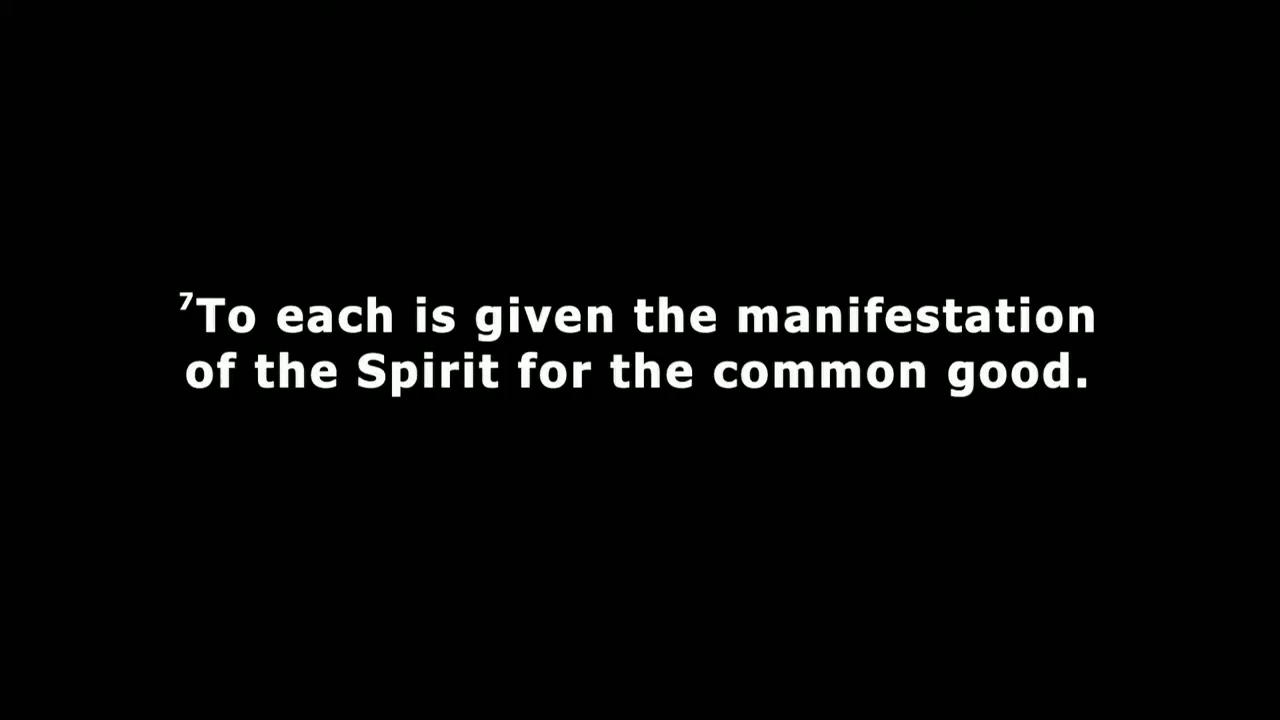 ⁷To each is given the manifestation
of the Spirit for the common good.